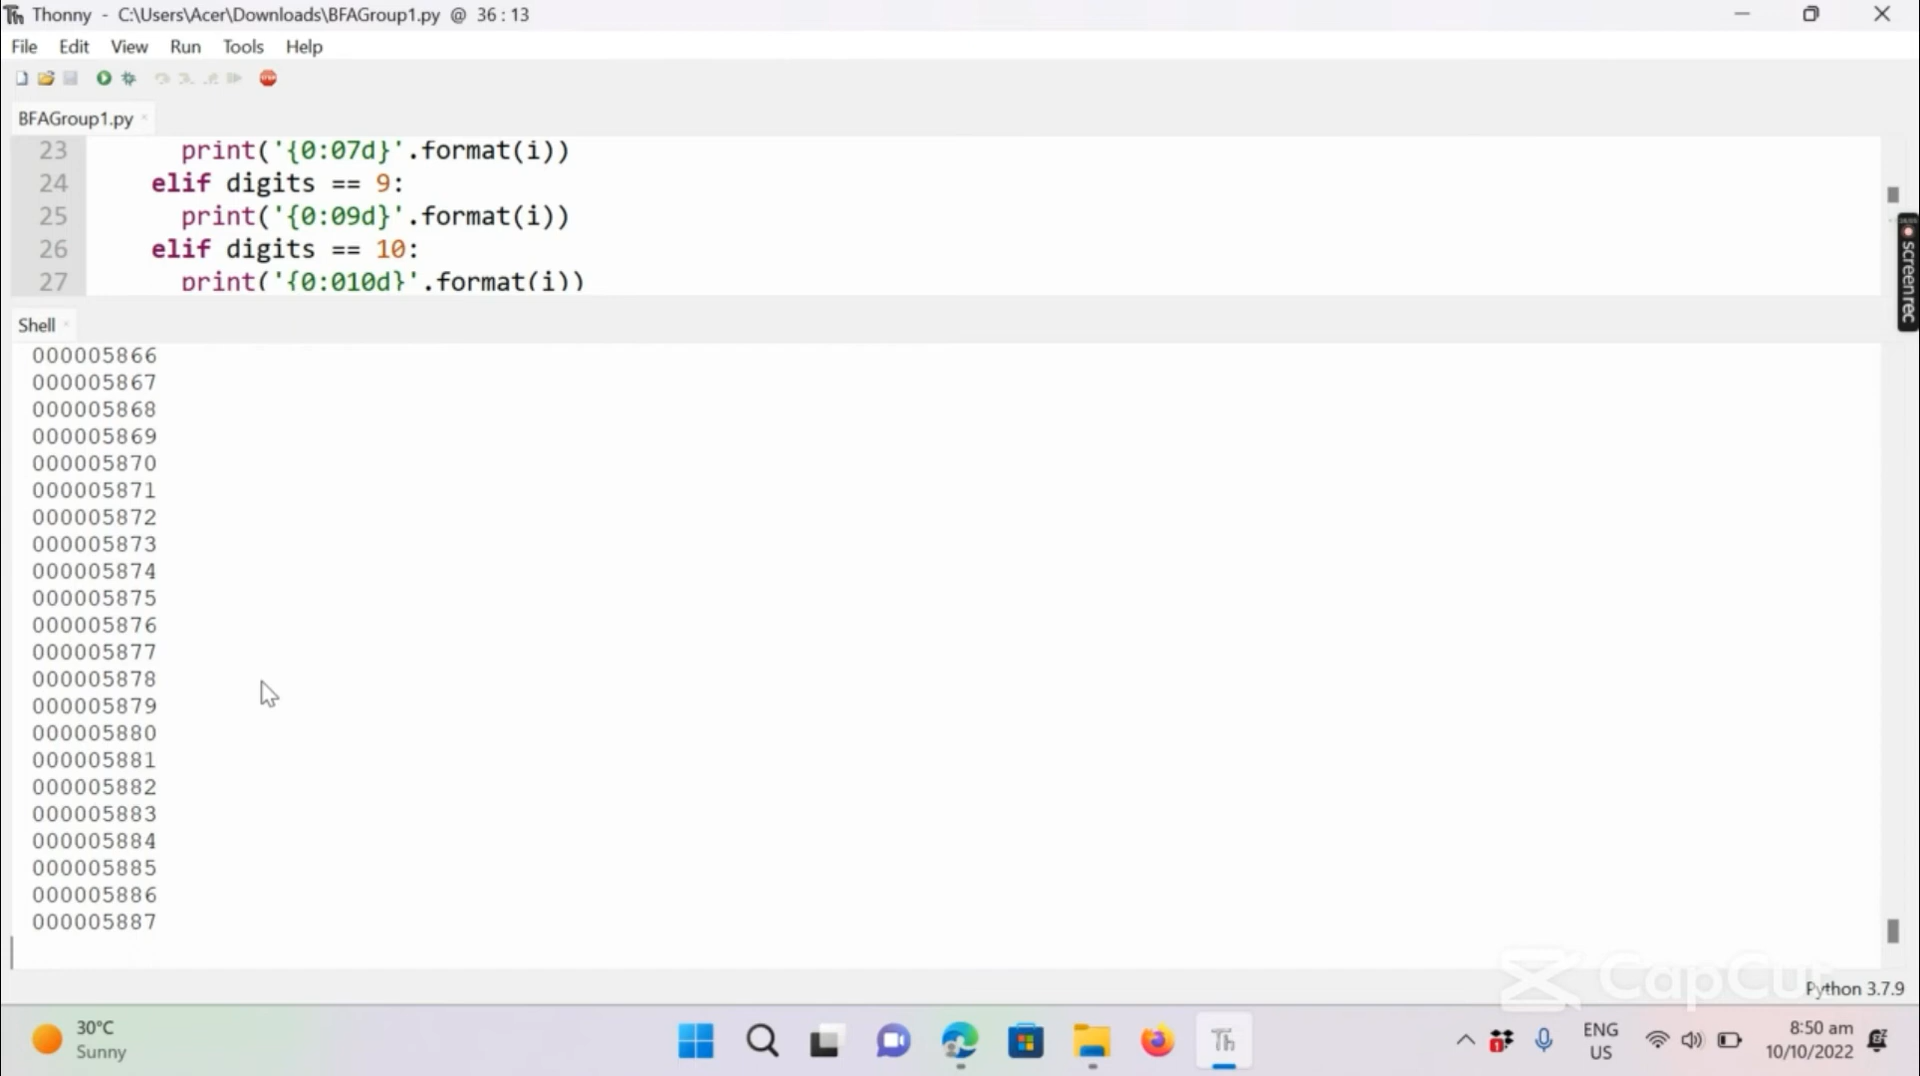 Thonny - C:\Users\Acer\Downloads\BFAGroup1.py @ 36:13
File Edit View Run Tools Help
BFAGroup1.py
23 print('{0:07d}'.format(i))
24 elif digits == 9:
25 print('{0:09d}'.format(i))
26 elif digits == 10:
27 print('{0:010d}'.format(i))
Shell
000005866
000005867
000005868
000005869
000005870
000005871
000005872
000005873
000005874
000005875
000005876
000005877
000005878
000005879
000005880
000005881
000005882
000005883
000005884
000005885
000005886
000005887
screenrec
CapCut
Python 3.7.9
30°C
Sunny
Th
1
ENG
US
8:50 am
10/10/2022